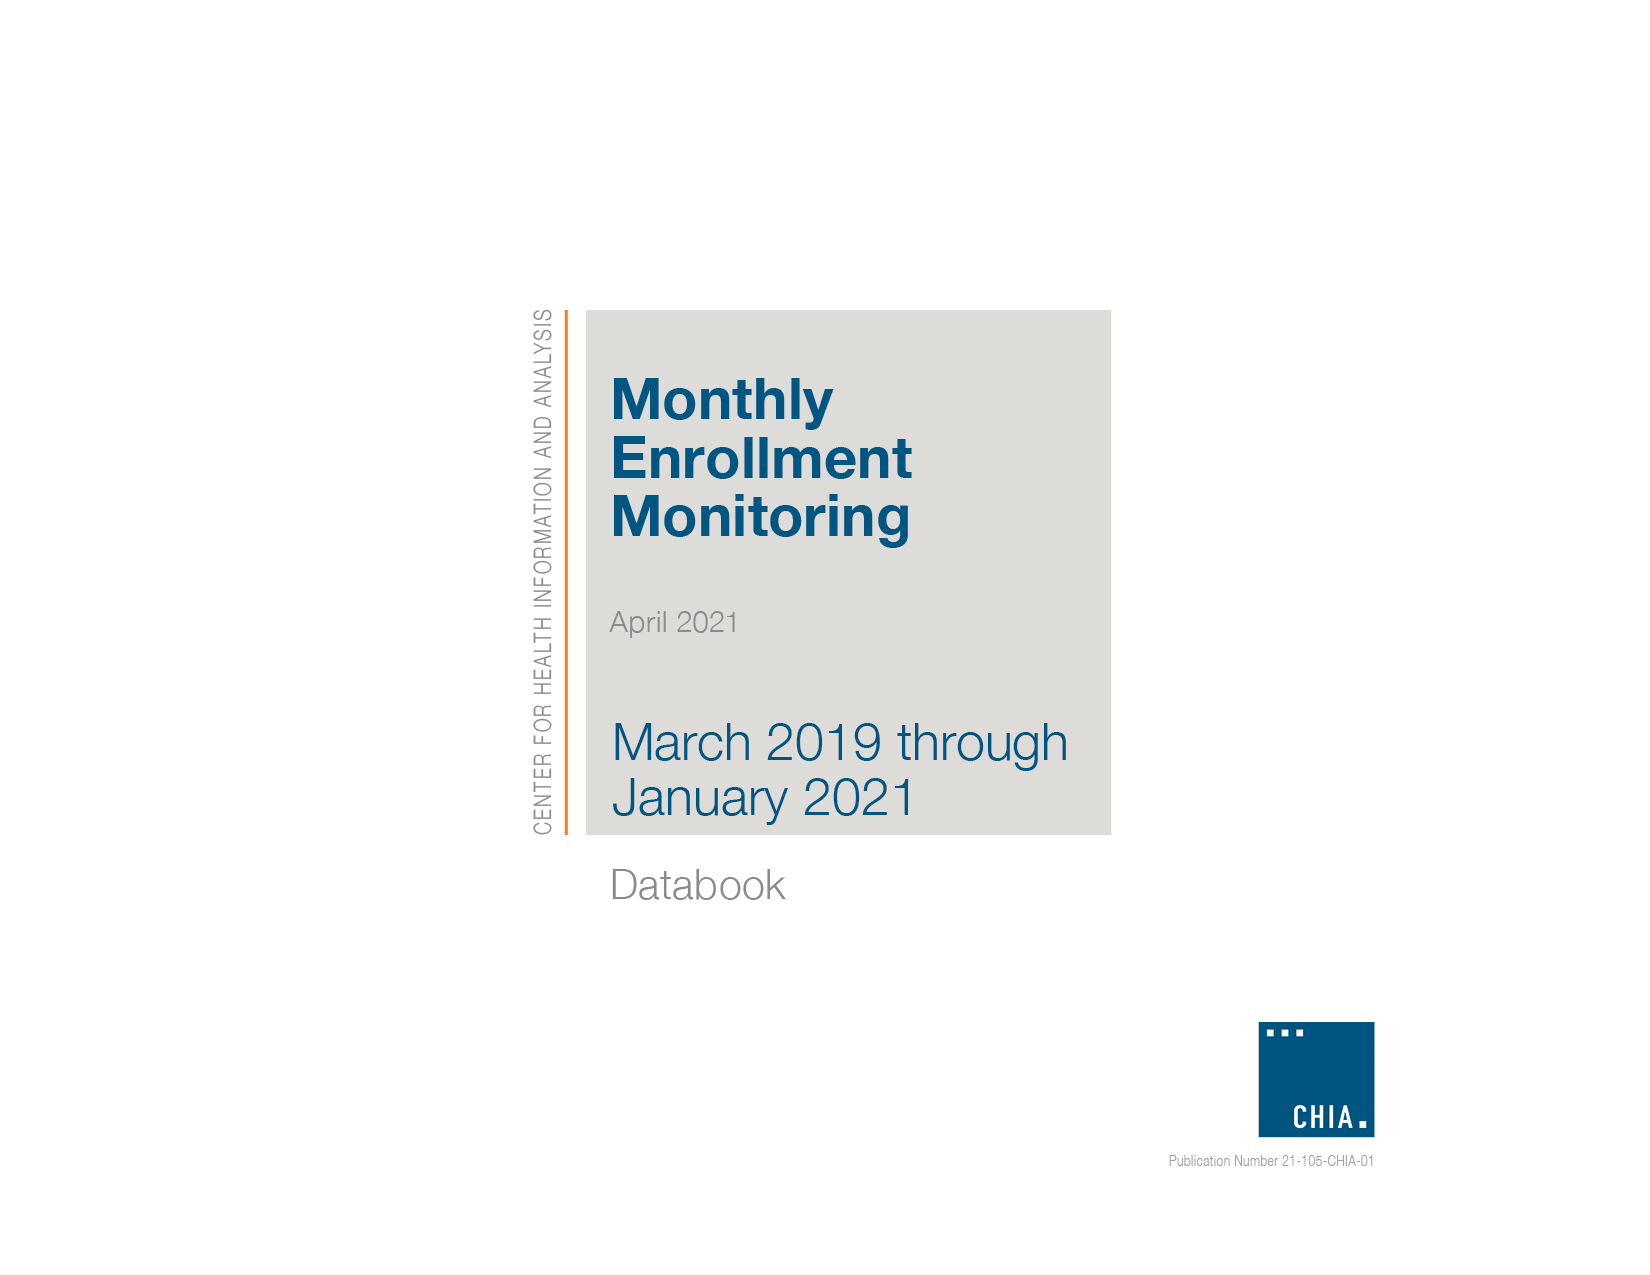 CENTER FOR HEALTH INFORMATION AND ANALYSIS
Monthly
Enrollment
Monitoring
April 2021
March 2019 through
January 2021
Databook
CHIA.
Publication Number 21-105-CHIA-01